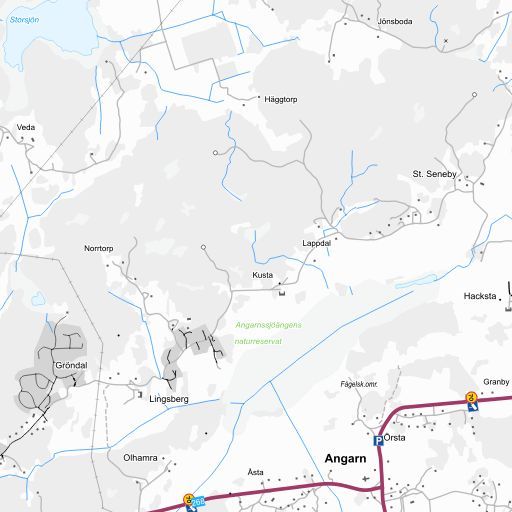 Storsjön
Jönsboda
Häggtorp
Veda
St. Seneby
Lappdal
Norrtorp
Kusta
Hacksta
Angarnssjöängens
naturreservat
Gröndal
Fågelsk.omr.
Granby
Lingsberg
P
Örsta
Olhamra
Angarn
Åsta
268